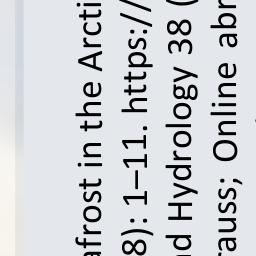 afrost in the Arcti
8): 1–11. https://
nd Hydrology 38 (
rauss; Online abr